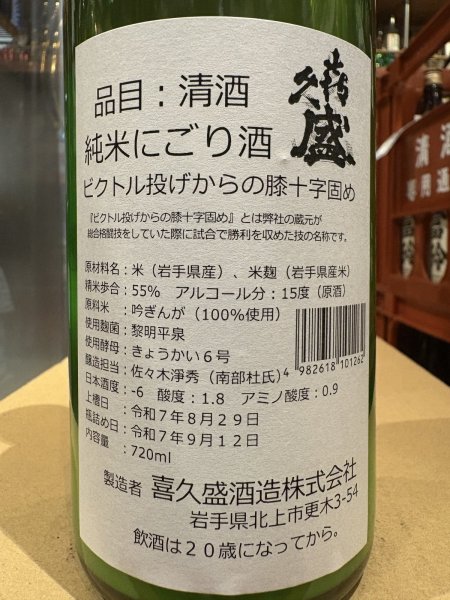 品目：清酒
喜久盛
純米にごり酒
ビクトル投げからの膝十字固め
『ビクトル投げからの膝十字固め』とは弊社の蔵元が
総合格闘技をしていた際に試合で勝利を収めた技の名称です。
原材料名：米（岩手県産）、米麹（岩手県産米）
精米歩合：55%　アルコール分：15度（原酒）
原料米　：吟ぎんが（100%使用）
使用麴菌：黎明平泉
使用酵母：きょうかい６号
醸造担当：佐々木淨秀（南部杜氏）
日本酒度：-6　酸度：1.8　アミノ酸度：0.9
上槽日　：令和７年８月２９日
瓶詰め日：令和７年９月１２日
内容量　：720ml
4 982618 101262
製造者　喜久盛酒造株式会社
岩手県北上市更木3-54
飲酒は２０歳になってから。
清酒
専用通